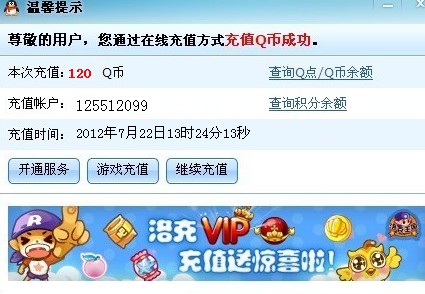 温馨提示
尊敬的用户，您通过在线充值方式充值Q币成功。
本次充值: 120 Q币 查询Q点/Q币余额
充值帐户: 125512099 查询积分余额
充值时间: 2012年7月22日13时24分13秒
开通服务 游戏充值 继续充值
R 洛克王国
洛充VIP
充值送惊喜啦!